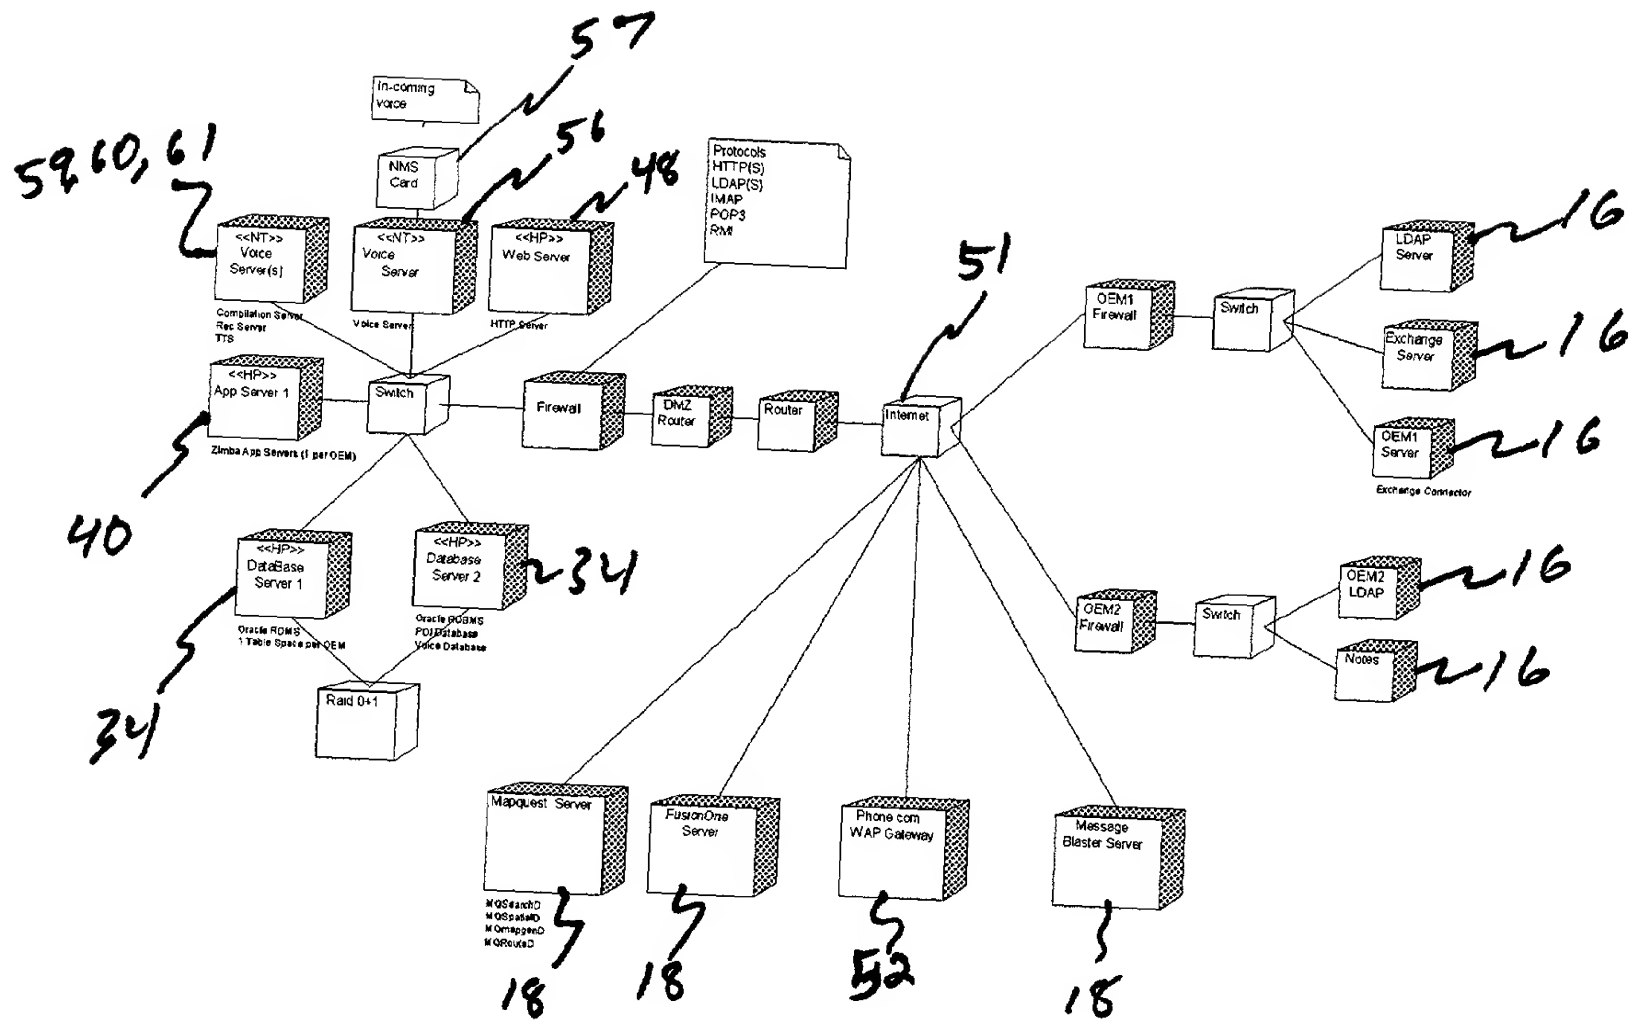 57
In-coming
voice
59,60,61
NMS
Card
56
48
Protocols
HTTP(S)
LDAP(S)
IMAP
POP3
RMI
<<NT>>
Voice
Server(s)
Compilation Server
Rec Server
TTS
<<NT>>
Voice
Server
Voice Server
<<HP>>
Web Server
HTTP Server
51
OEM1
Firewall
Switch
LDAP
Server
16
Exchange
Server
16
OEM1
Server
16
Exchange Connector
<<HP>>
App Server 1
Zimba App Servers (1 per OEM)
40
Switch
Firewall
DMZ
Router
Router
Internet
<<HP>>
DataBase
Server 1
Oracle RDMS
1 Table Space per OEM
34
<<HP>>
Database
Server 2
34
Oracle RDBMS
POI Database
Voice Database
Raid 0+1
OEM2
Firewall
Switch
OEM2
LDAP
16
Notes
16
Mapquest Server
MQSearchD
MQSpatialD
MQmapgenD
MQRouteD
18
FusionOne
Server
18
Phone com
WAP Gateway
52
Message
Blaster Server
18